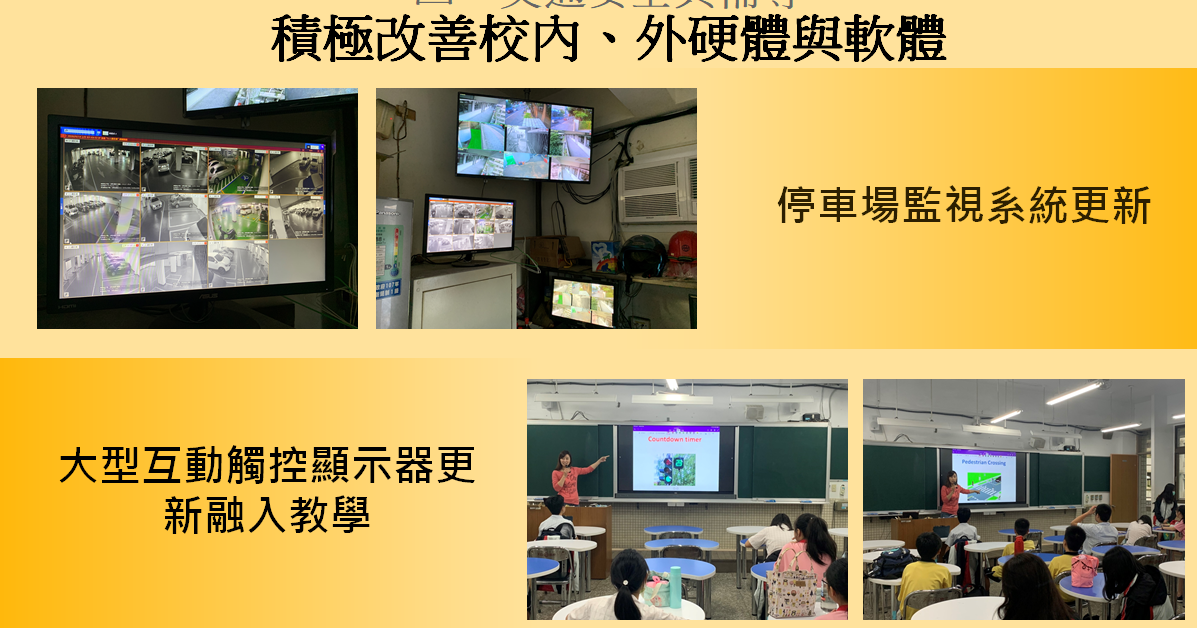 積極改善校內、外硬體與軟體
停車場監視系統更新
大型互動觸控顯示器更
新融入教學
Countdown timer
Pedestrian Crossing